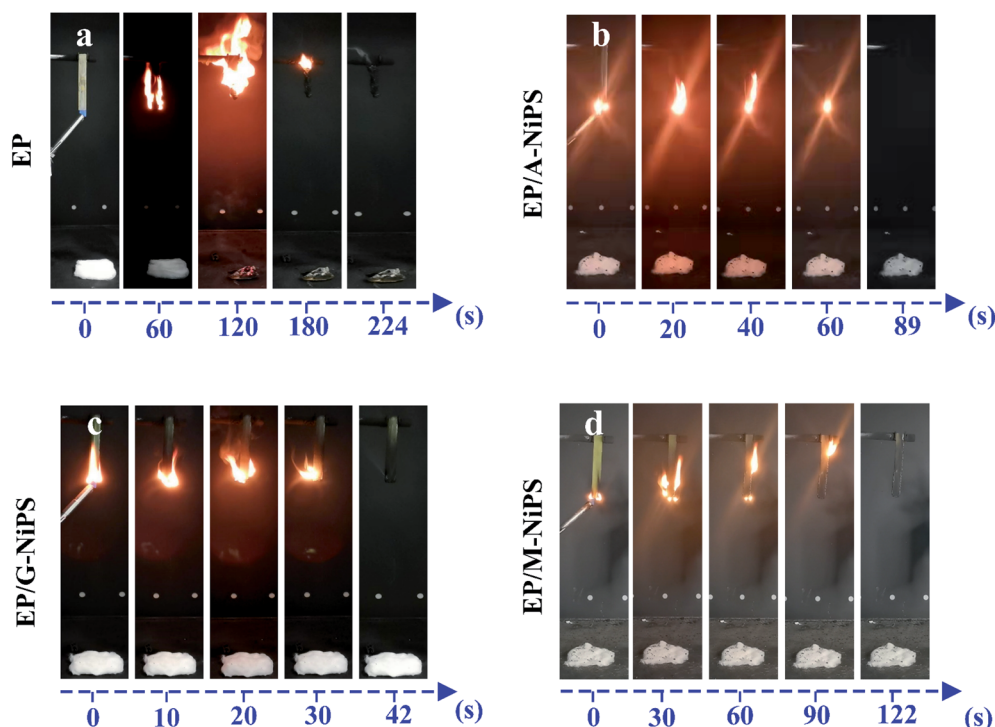 a
EP
0 60 120 180 224 (s)
b
EP/A-NiPS
0 20 40 60 89 (s)
c
EP/G-NiPS
0 10 20 30 42 (s)
d
EP/M-NiPS
0 30 60 90 122 (s)